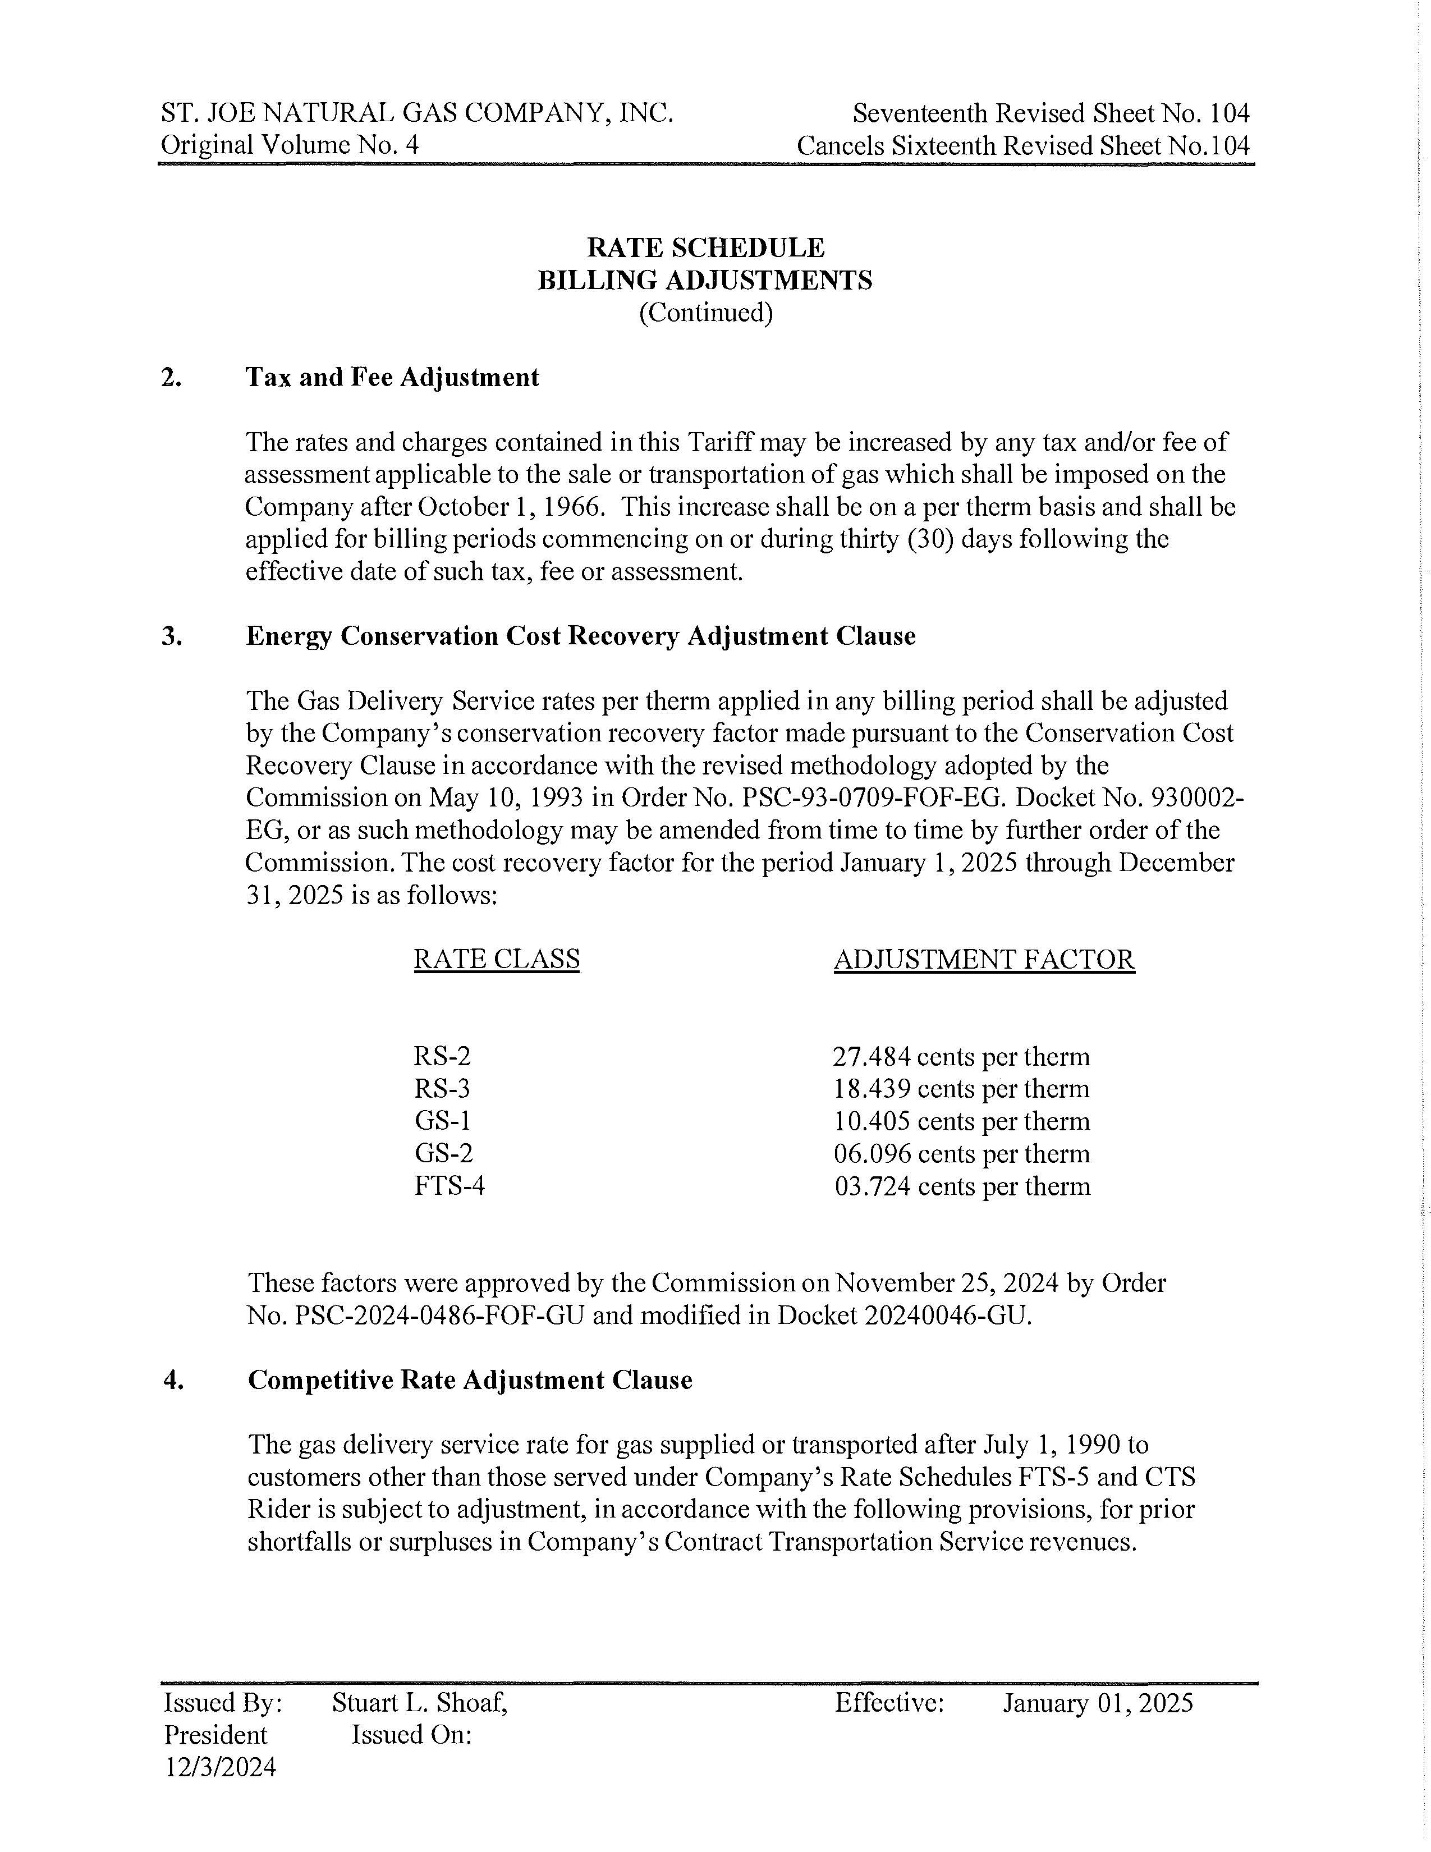 ST. JOE NATURAL GAS COMPANY, INC. Seventeenth Revised Sheet No. 104
Original Volume No. 4 Cancels Sixteenth Revised Sheet No.104
RATE SCHEDULE
BILLING ADJUSTMENTS
(Continued)
2. Tax and Fee Adjustment
The rates and charges contained in this Tariff may be increased by any tax and/or fee of
assessment applicable to the sale or transportation of gas which shall be imposed on the
Company after October 1, 1966. This increase shall be on a per therm basis and shall be
applied for billing periods commencing on or during thirty (30) days following the
effective date of such tax, fee or assessment.
3. Energy Conservation Cost Recovery Adjustment Clause
The Gas Delivery Service rates per therm applied in any billing period shall be adjusted
by the Company's conservation recovery factor made pursuant to the Conservation Cost
Recovery Clause in accordance with the revised methodology adopted by the
Commission on May 10, 1993 in Order No. PSC-93-0709-FOF-EG. Docket No. 930002-
EG, or as such methodology may be amended from time to time by further order of the
Commission. The cost recovery factor for the period January 1, 2025 through December
31, 2025 is as follows:
RATE CLASS ADJUSTMENT FACTOR
RS-2 27.484 cents per therm
RS-3 18.439 cents per therm
GS-1 10.405 cents per therm
GS-2 06.096 cents per therm
FTS-4 03.724 cents per therm
These factors were approved by the Commission on November 25, 2024 by Order
No. PSC-2024-0486-FOF-GU and modified in Docket 20240046-GU.
4. Competitive Rate Adjustment Clause
The gas delivery service rate for gas supplied or transported after July 1, 1990 to
customers other than those served under Company's Rate Schedules FTS-5 and CTS
Rider is subject to adjustment, in accordance with the following provisions, for prior
shortfalls or surpluses in Company's Contract Transportation Service revenues.
Issued By: Stuart L. Shoaf, Effective: January 01, 2025
President Issued On:
12/3/2024